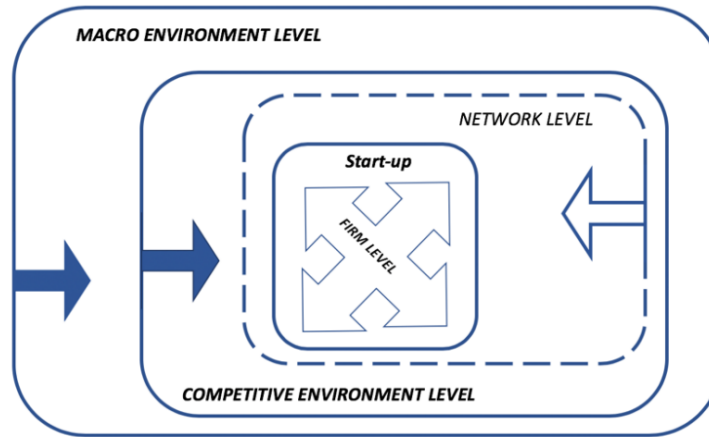 MACRO ENVIRONMENT LEVEL
NETWORK LEVEL
Start-up
FIRM LEVEL
COMPETITIVE ENVIRONMENT LEVEL